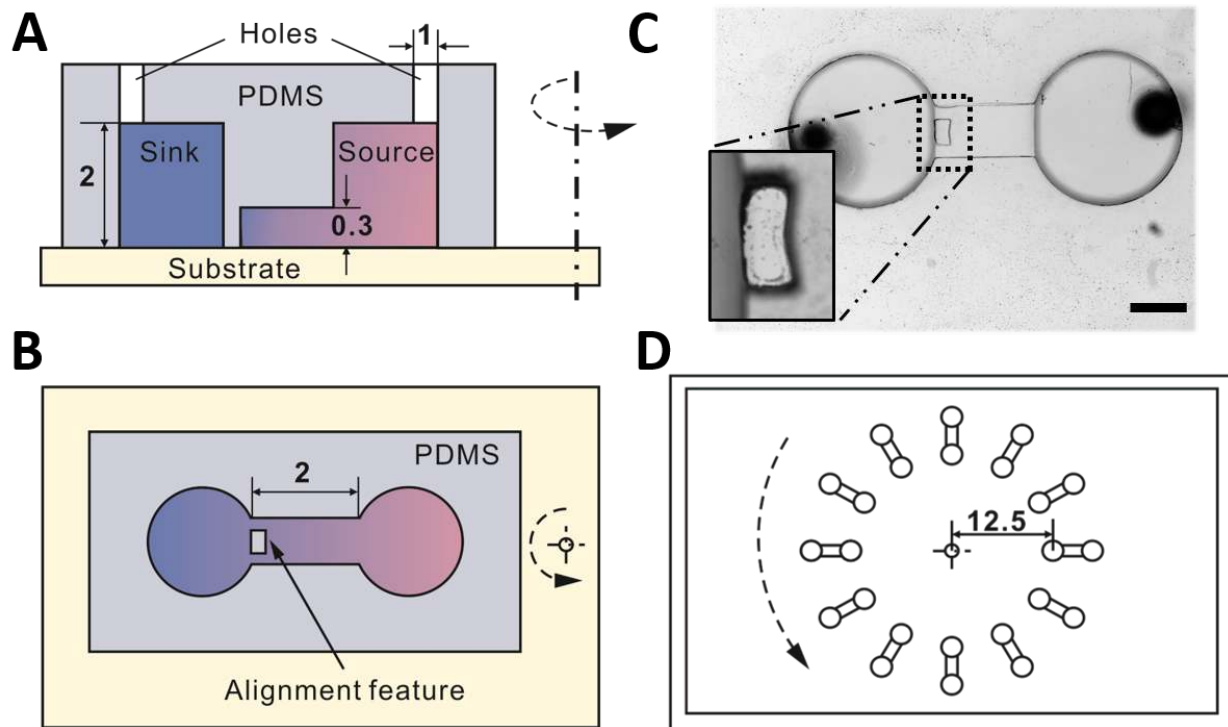 A
Holes
1
PDMS
Sink
Source
2
0.3
Substrate
B
PDMS
2
Alignment feature
C
D
12.5